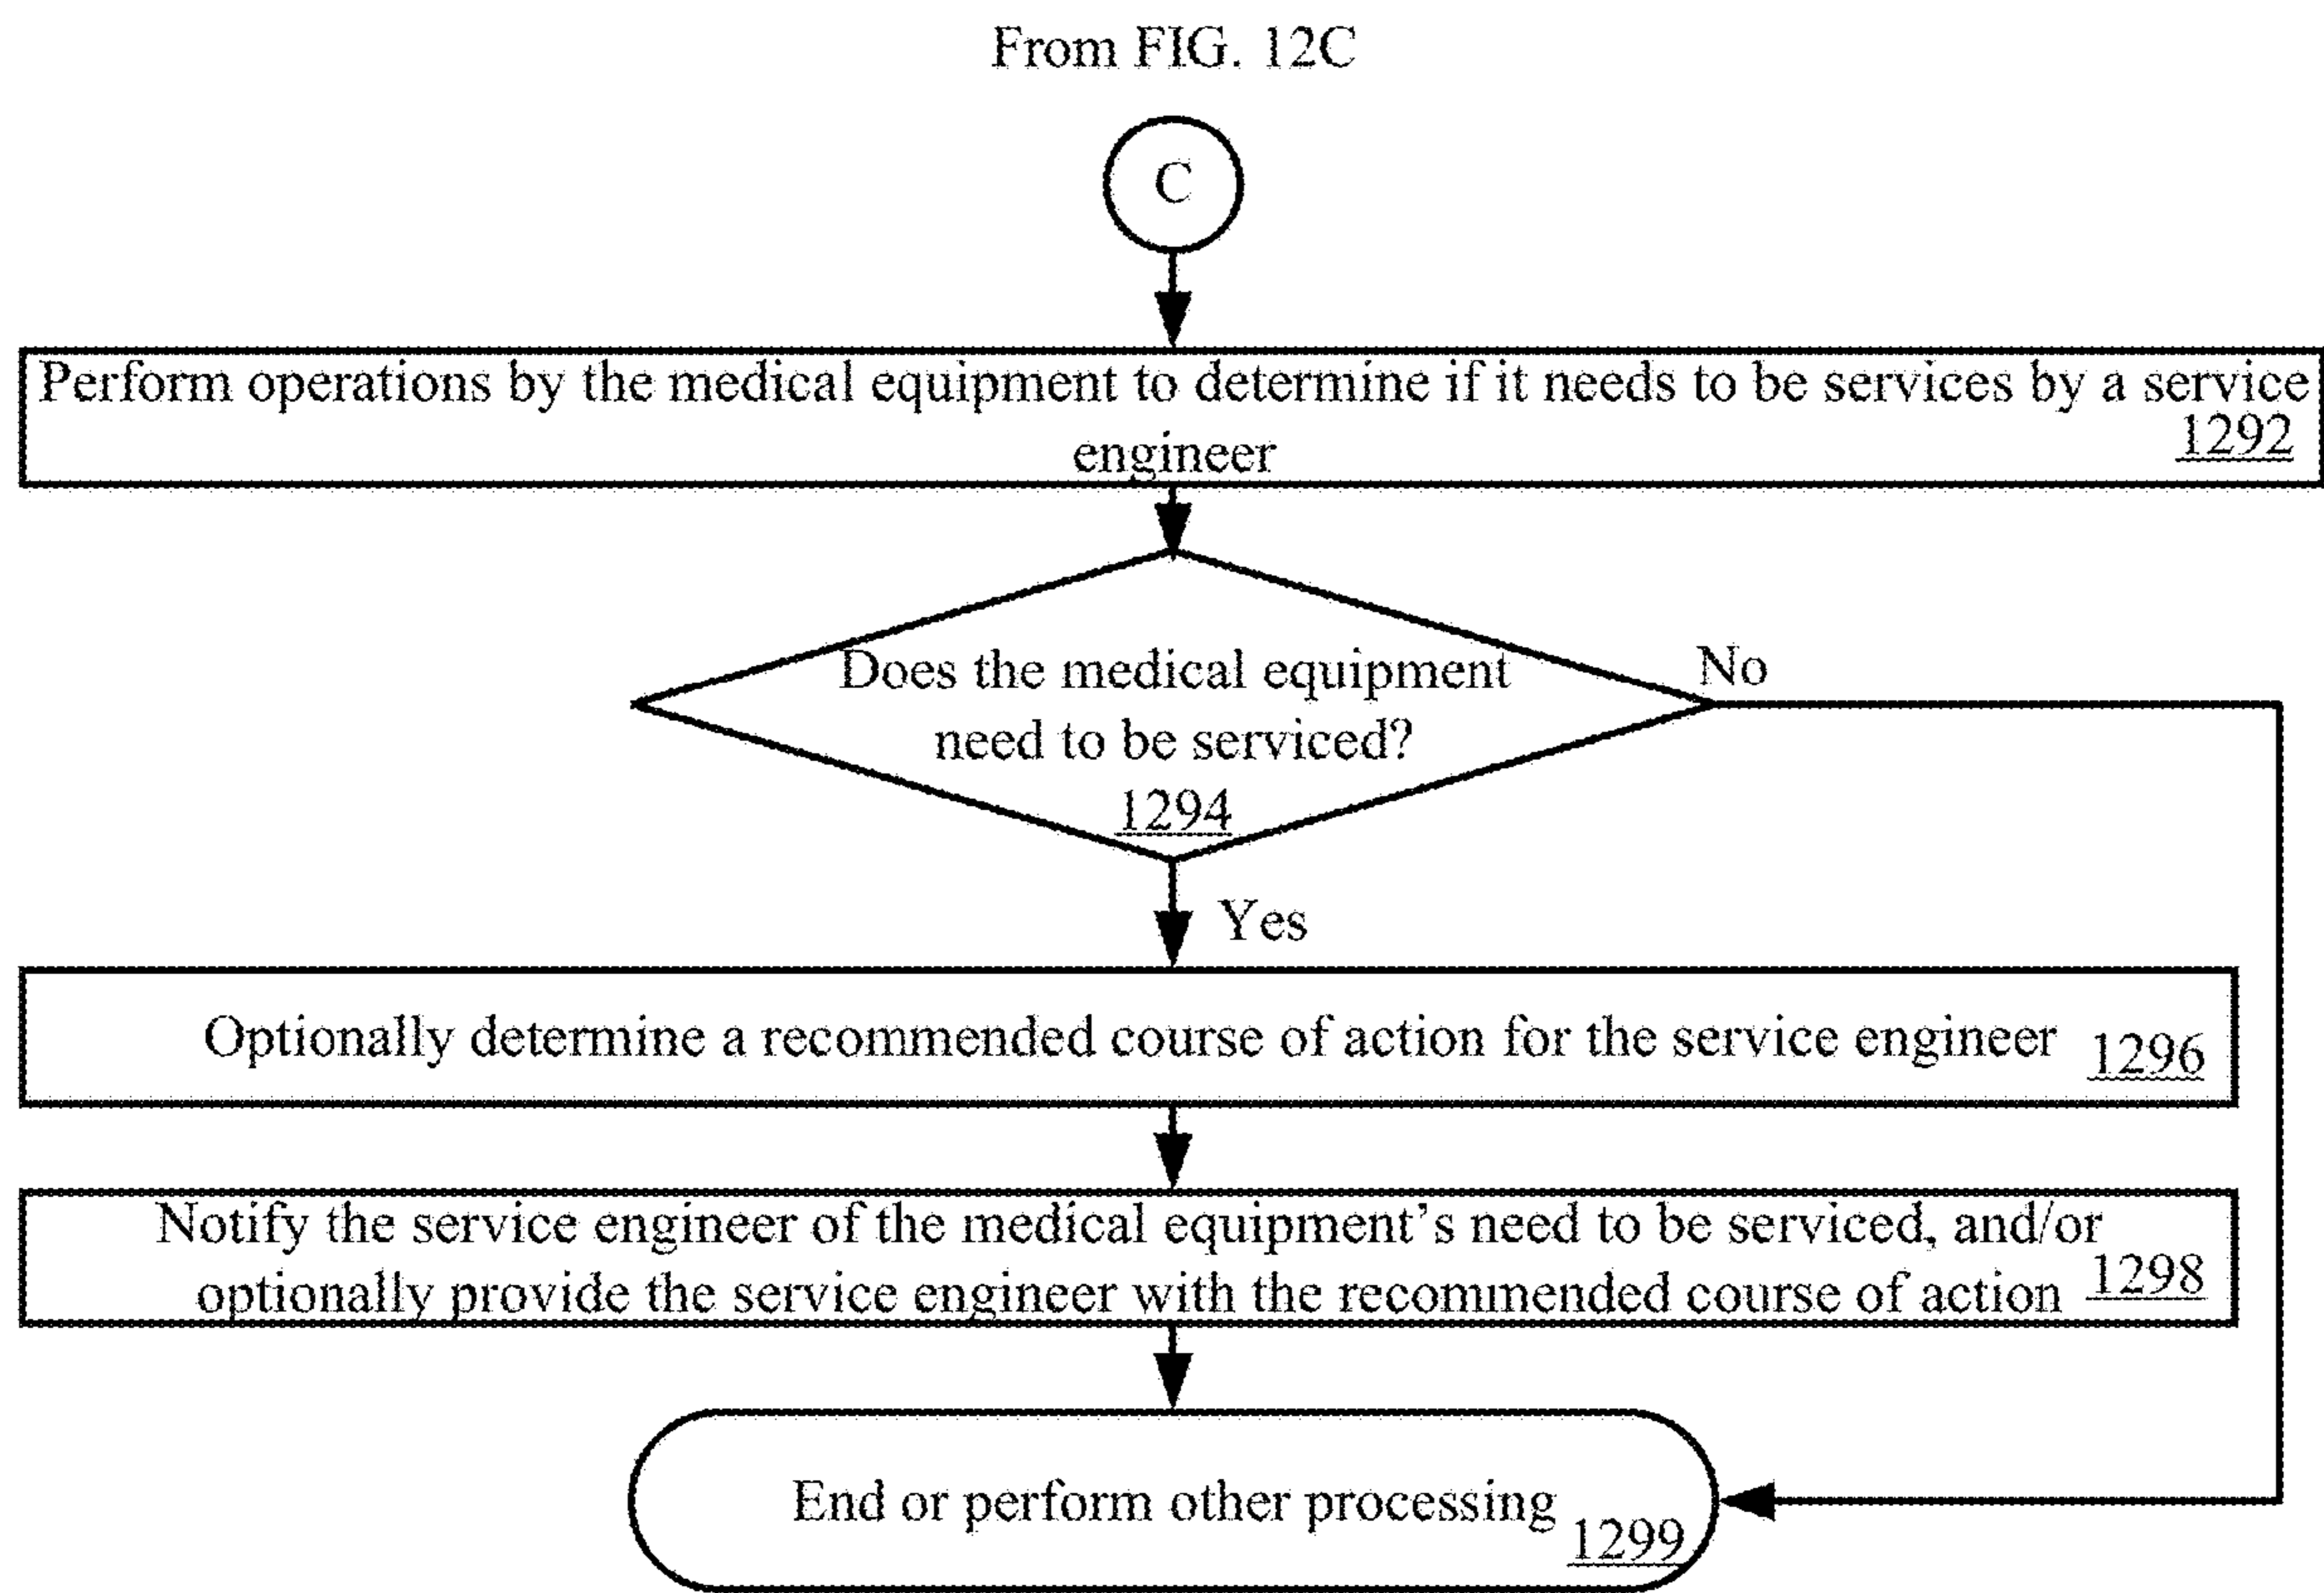 From FIG. 12C
C
Perform operations by the medical equipment to determine if it needs to be services by a service
engineer
1292
Does the medical equipment
need to be serviced?
1294
No
Yes
Optionally determine a recommended course of action for the service engineer
1296
Notify the service engineer of the medical equipment's need to be serviced, and/or
optionally provide the service engineer with the recommended course of action
1298
End or perform other processing
1299